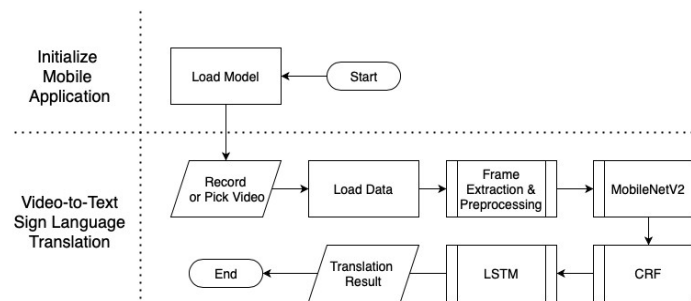 Initialize
Mobile
Application
Load Model
Start
Video-to-Text
Sign Language
Translation
Record
or Pick Video
Load Data
Frame
Extraction &
Preprocessing
MobileNetV2
End
Translation
Result
LSTM
CRF